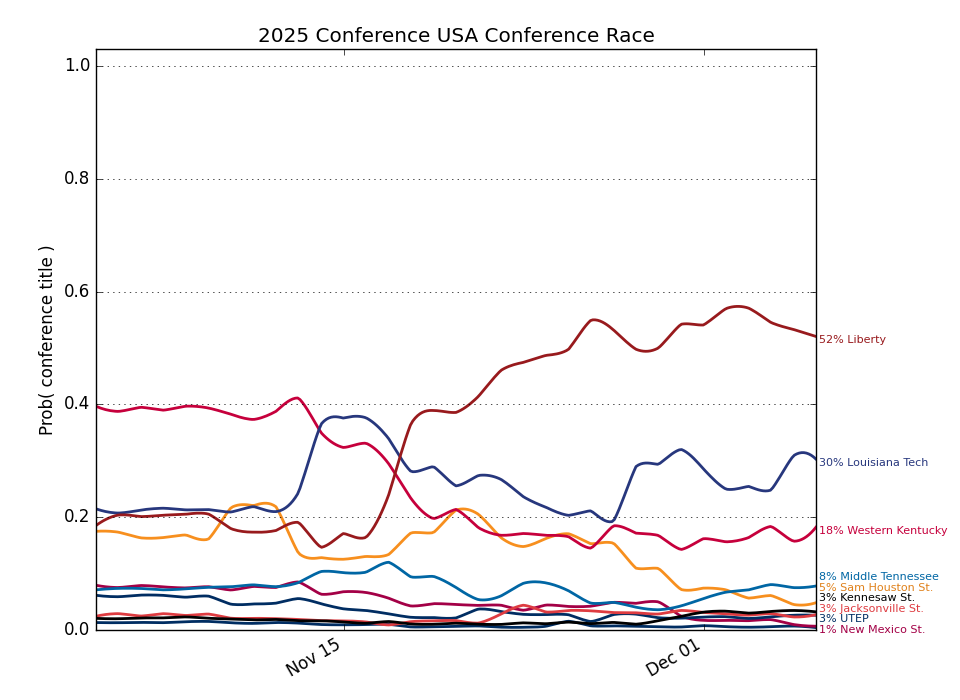 2025 Conference USA Conference Race
Prob( conference title )
1.0
0.8
0.6
0.4
0.2
0.0
Nov 15
Dec 01
52% Liberty
30% Louisiana Tech
18% Western Kentucky
8% Middle Tennessee
5% Sam Houston St.
3% Kennesaw St.
3% Jacksonville St.
3% UTEP
1% New Mexico St.